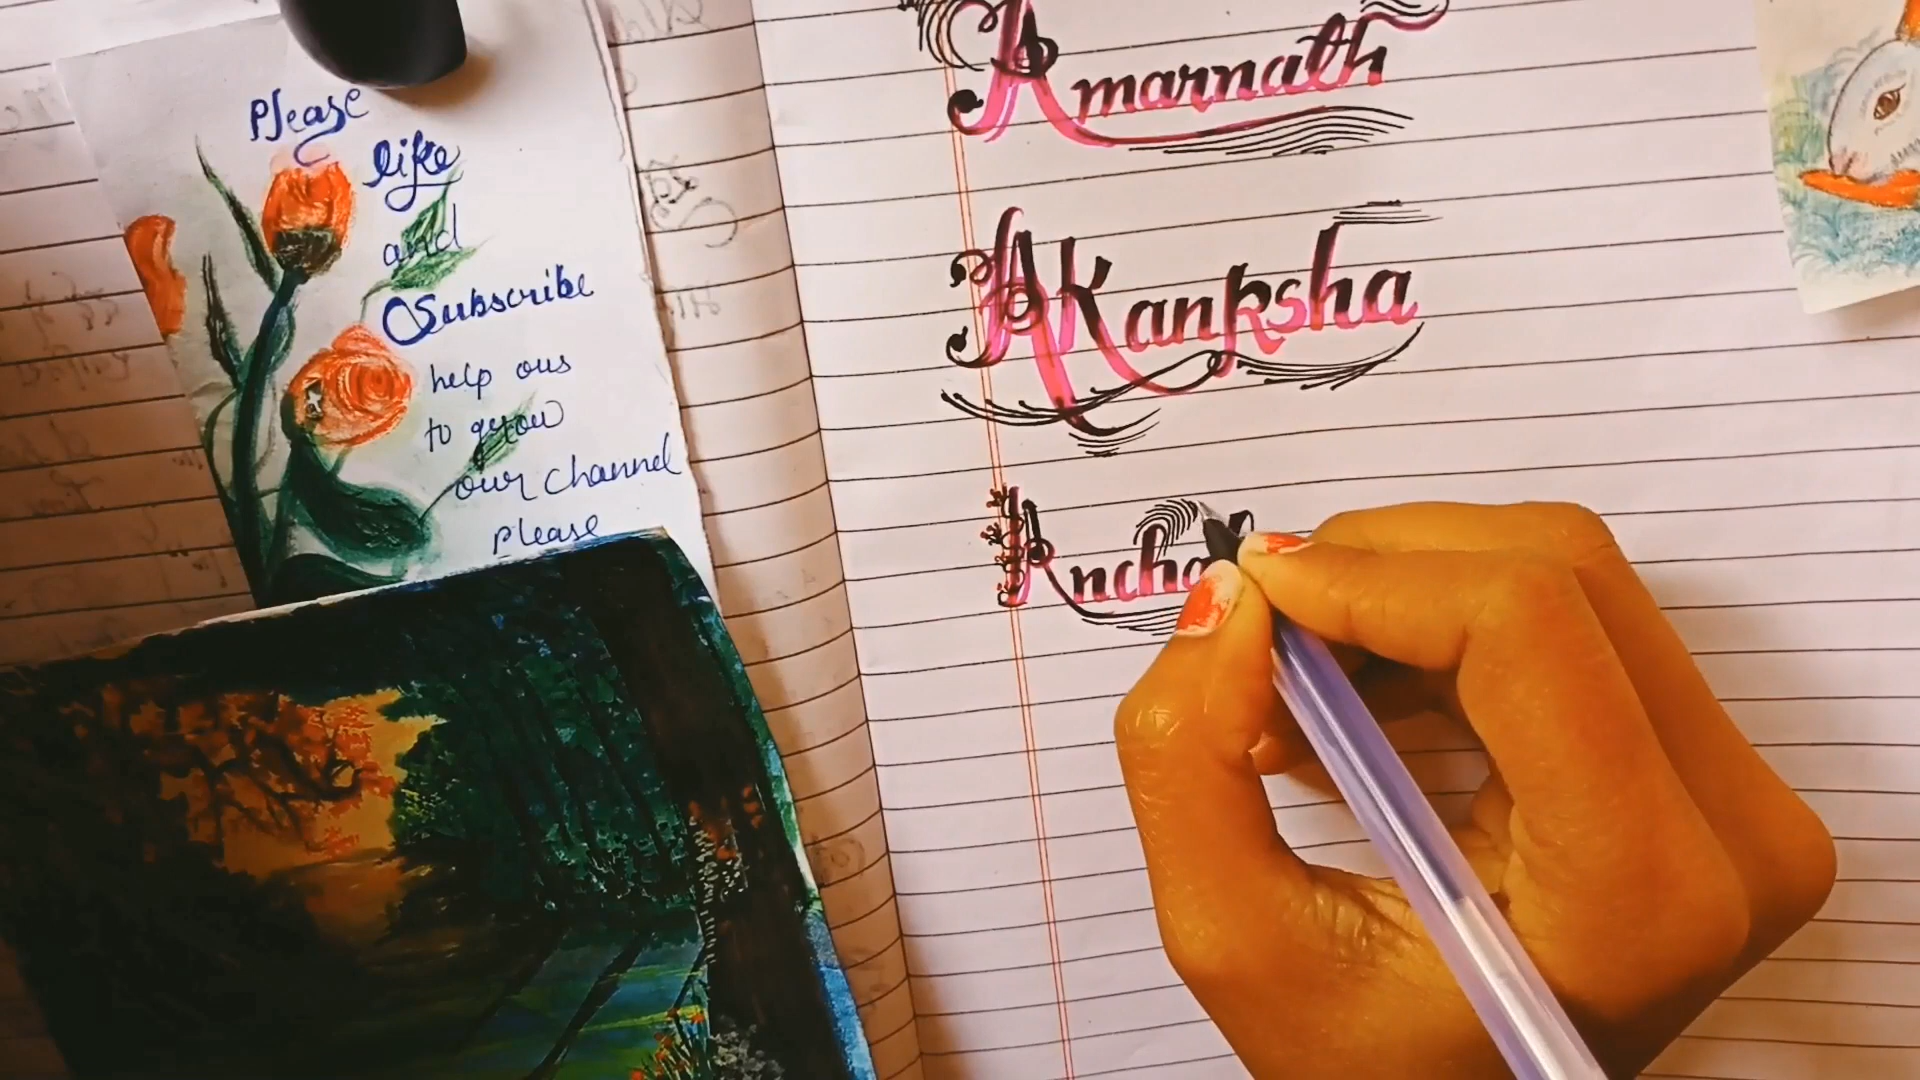 Please
like
and
Subscribe
help ous
to grow
our channel
please
Amarnath
Akanksha